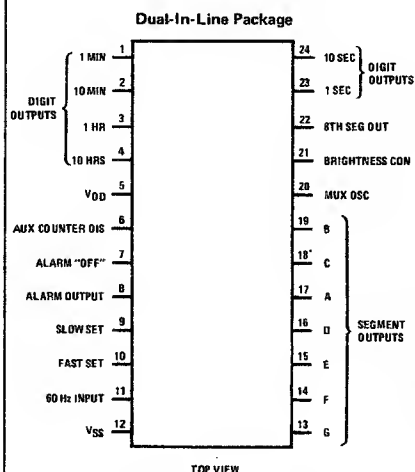 Dual-In-Line Package
1 MIN 1
10 MIN 2
1 HR 3
10 HRS 4
DIGIT
OUTPUTS
VDD 5
AUX COUNTER DIS 6
ALARM "OFF" 7
ALARM OUTPUT 8
SLOW SET 9
FAST SET 10
60 Hz INPUT 11
VSS 12
24 10 SEC
23 1 SEC
DIGIT
OUTPUTS
22 8TH SEG OUT
21 BRIGHTNESS CON
20 MUX OSC
19 B
18 C
17 A
16 D
15 E
14 F
13 G
SEGMENT
OUTPUTS
TOP VIEW